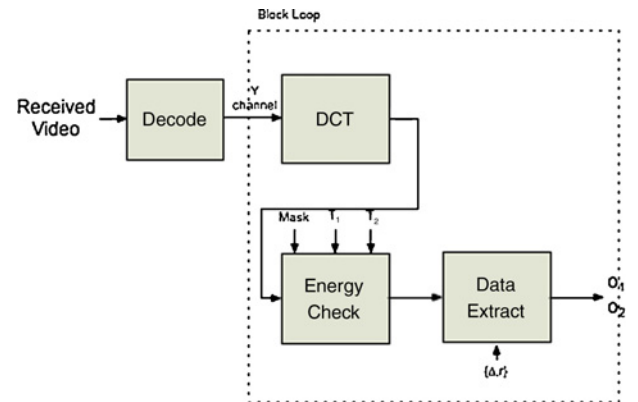 Block Loop
Received
Video
Decode
Y
channel
DCT
Mask
T₁
T₂
Energy
Check
Data
Extract
O₁
O₂
{Δ,r}